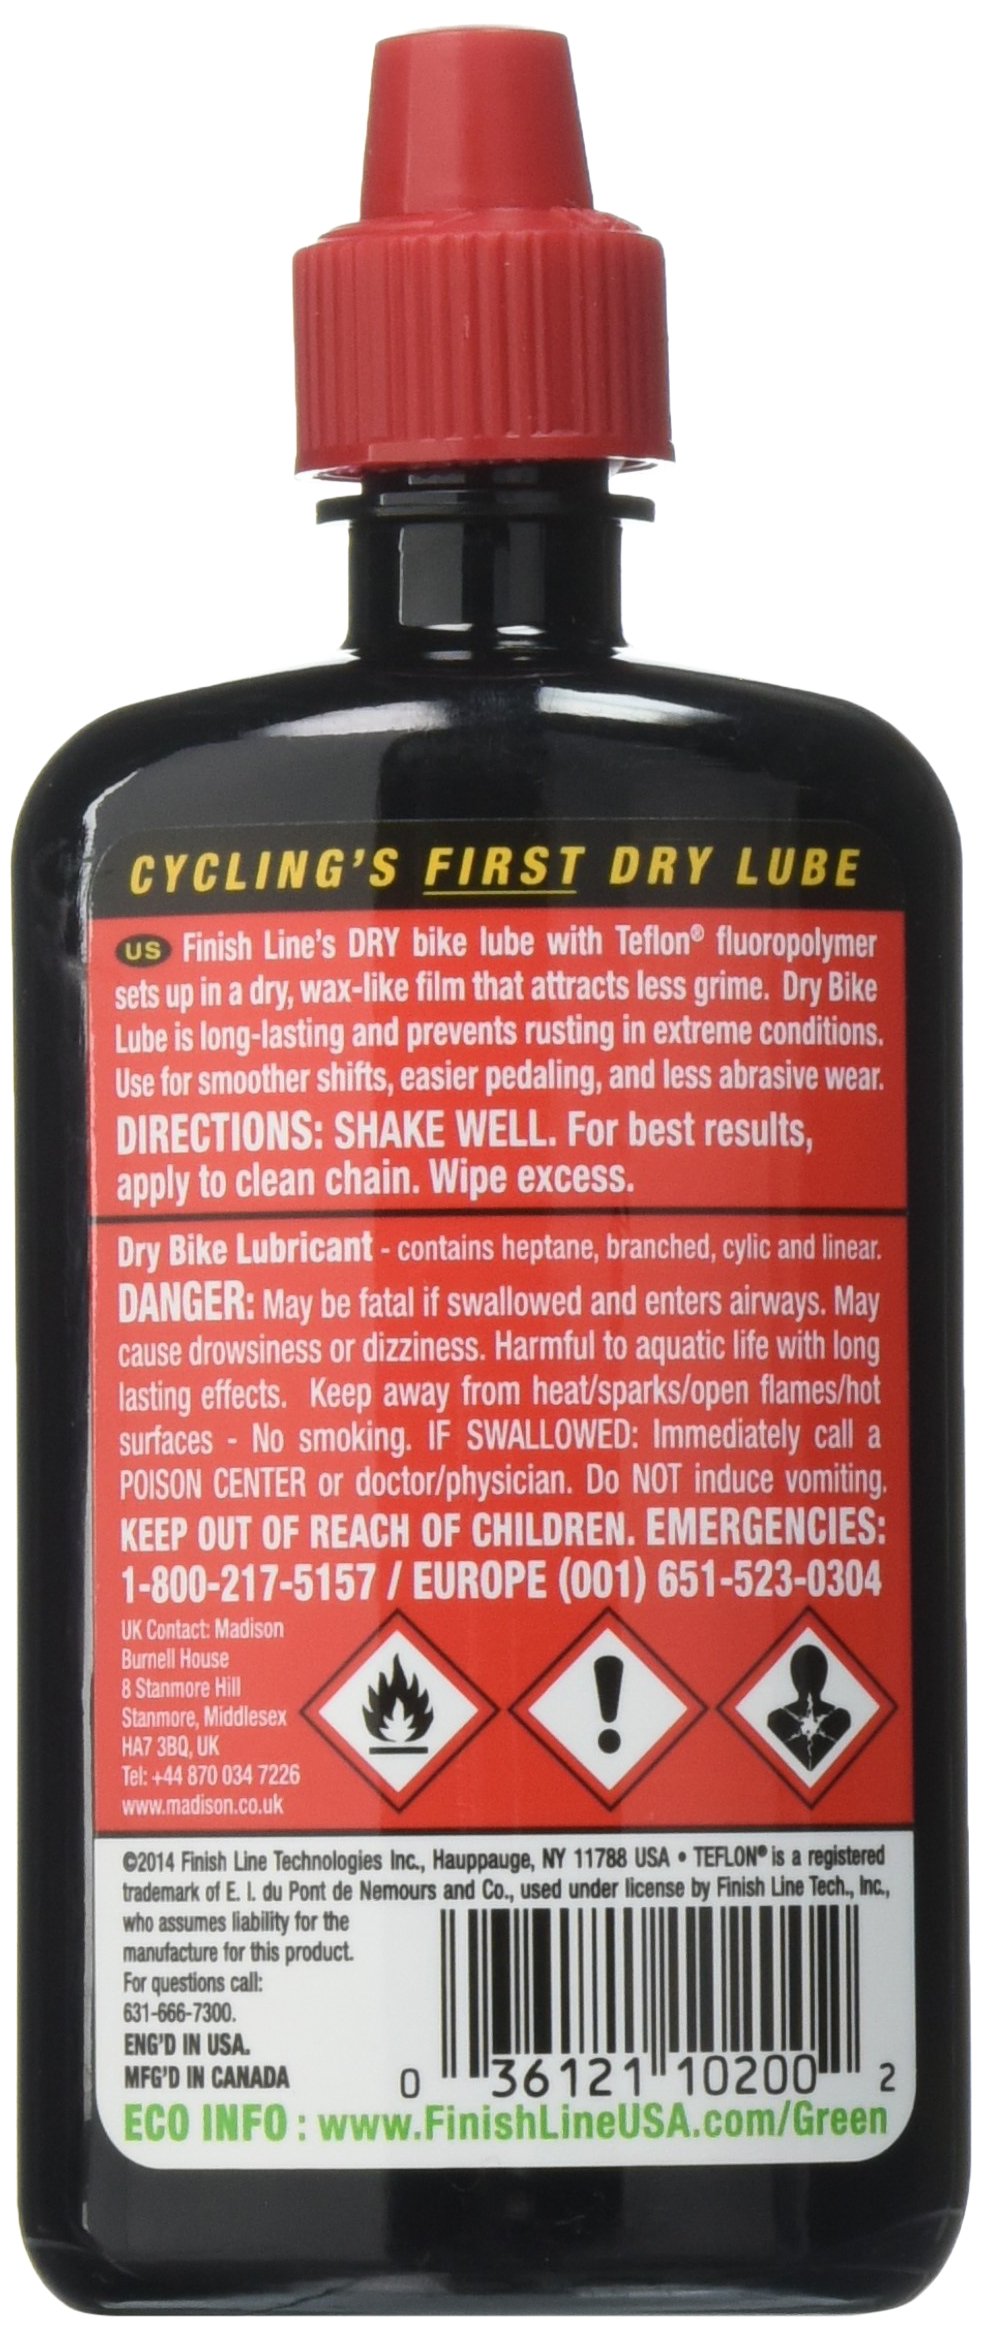 CYCLING'S FIRST DRY LUBE
US Finish Line's DRY bike lube with Teflon® fluoropolymer
sets up in a dry, wax-like film that attracts less grime. Dry Bike
Lube is long-lasting and prevents rusting in extreme conditions.
Use for smoother shifts, easier pedaling, and less abrasive wear.
DIRECTIONS: SHAKE WELL. For best results,
apply to clean chain. Wipe excess.
Dry Bike Lubricant - contains heptane, branched, cylic and linear.
DANGER: May be fatal if swallowed and enters airways. May
cause drowsiness or dizziness. Harmful to aquatic life with long
lasting effects. Keep away from heat/sparks/open flames/hot
surfaces - No smoking. IF SWALLOWED: Immediately call a
POISON CENTER or doctor/physician. Do NOT induce vomiting.
KEEP OUT OF REACH OF CHILDREN. EMERGENCIES:
1-800-217-5157 / EUROPE (001) 651-523-0304
UK Contact: Madison
Burnell House
8 Stanmore Hill
Stanmore, Middlesex
HA7 3BQ, UK
Tel: +44 870 034 7226
www.madison.co.uk
©2014 Finish Line Technologies Inc., Hauppauge, NY 11788 USA • TEFLON® is a registered
trademark of E. I. du Pont de Nemours and Co., used under license by Finish Line Tech., Inc.,
who assumes liability for the
manufacture for this product.
For questions call:
631-666-7300.
ENG'D IN USA.
MFG'D IN CANADA
0 36121 10200 2
ECO INFO : www.FinishLineUSA.com/Green